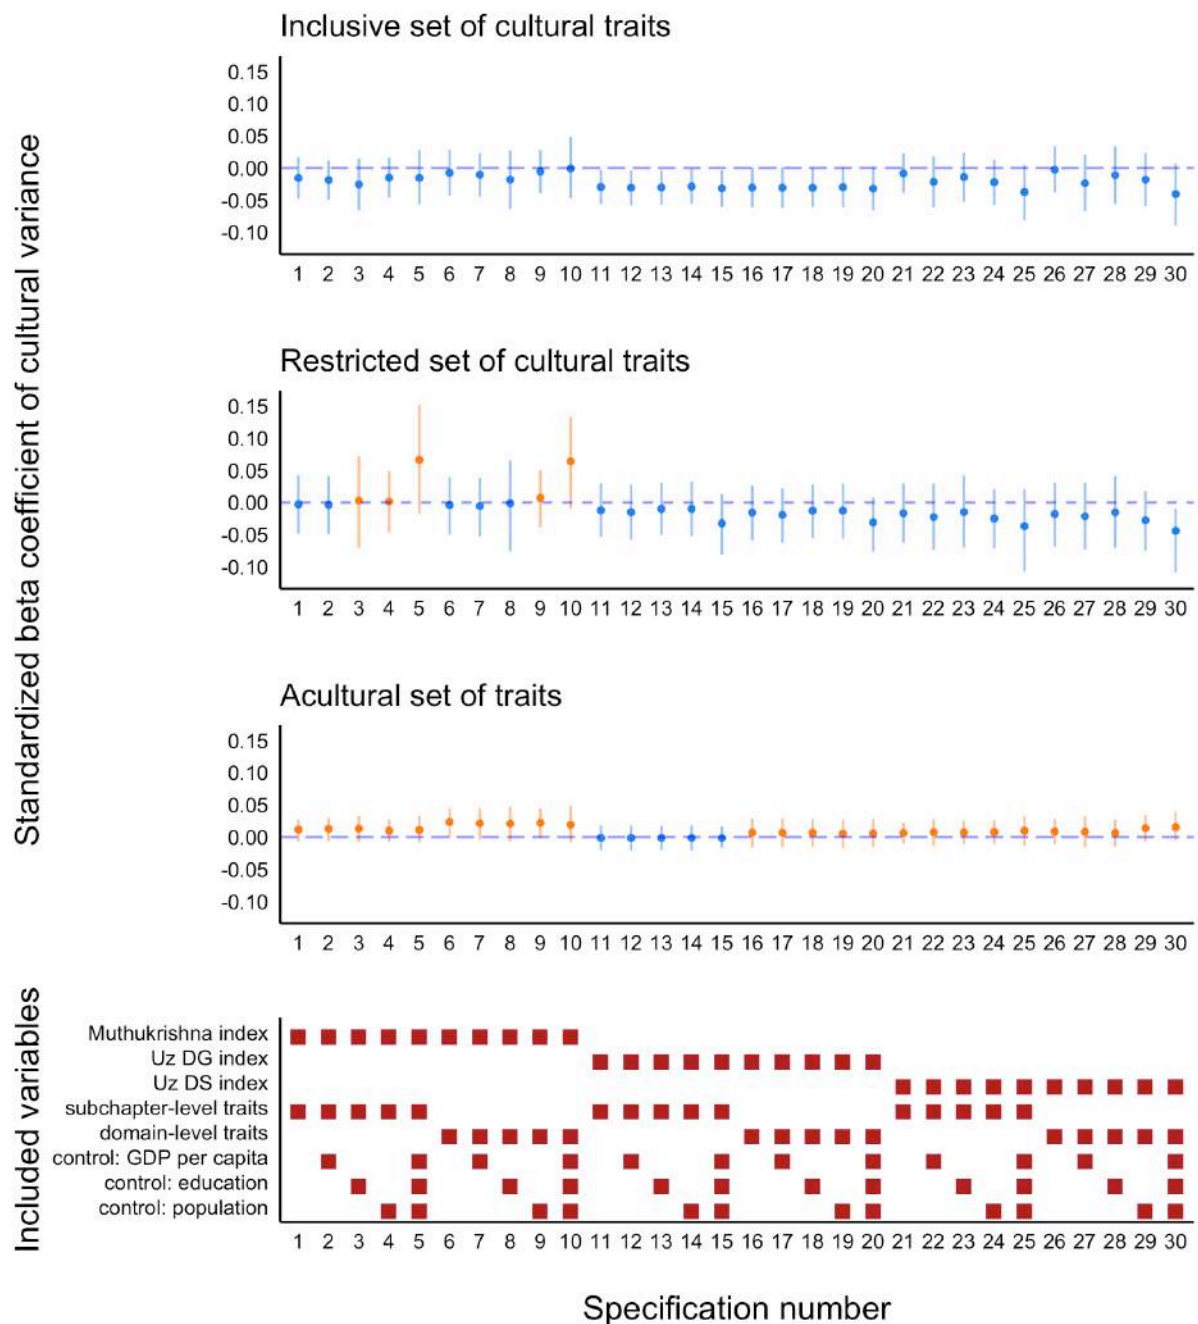 Inclusive set of cultural traits
0.15
0.10
0.05
0.00
-0.05
-0.10
1 2 3 4 5 6 7 8 9 10 11 12 13 14 15 16 17 18 19 20 21 22 23 24 25 26 27 28 29 30
Standardized beta coefficient of cultural variance
Restricted set of cultural traits
0.15
0.10
0.05
0.00
-0.05
-0.10
1 2 3 4 5 6 7 8 9 10 11 12 13 14 15 16 17 18 19 20 21 22 23 24 25 26 27 28 29 30
Acultural set of traits
0.15
0.10
0.05
0.00
-0.05
-0.10
1 2 3 4 5 6 7 8 9 10 11 12 13 14 15 16 17 18 19 20 21 22 23 24 25 26 27 28 29 30
Included variables
Muthukrishna index
Uz DG index
Uz DS index
subchapter-level traits
domain-level traits
control: GDP per capita
control: education
control: population
1 2 3 4 5 6 7 8 9 10 11 12 13 14 15 16 17 18 19 20 21 22 23 24 25 26 27 28 29 30
Specification number